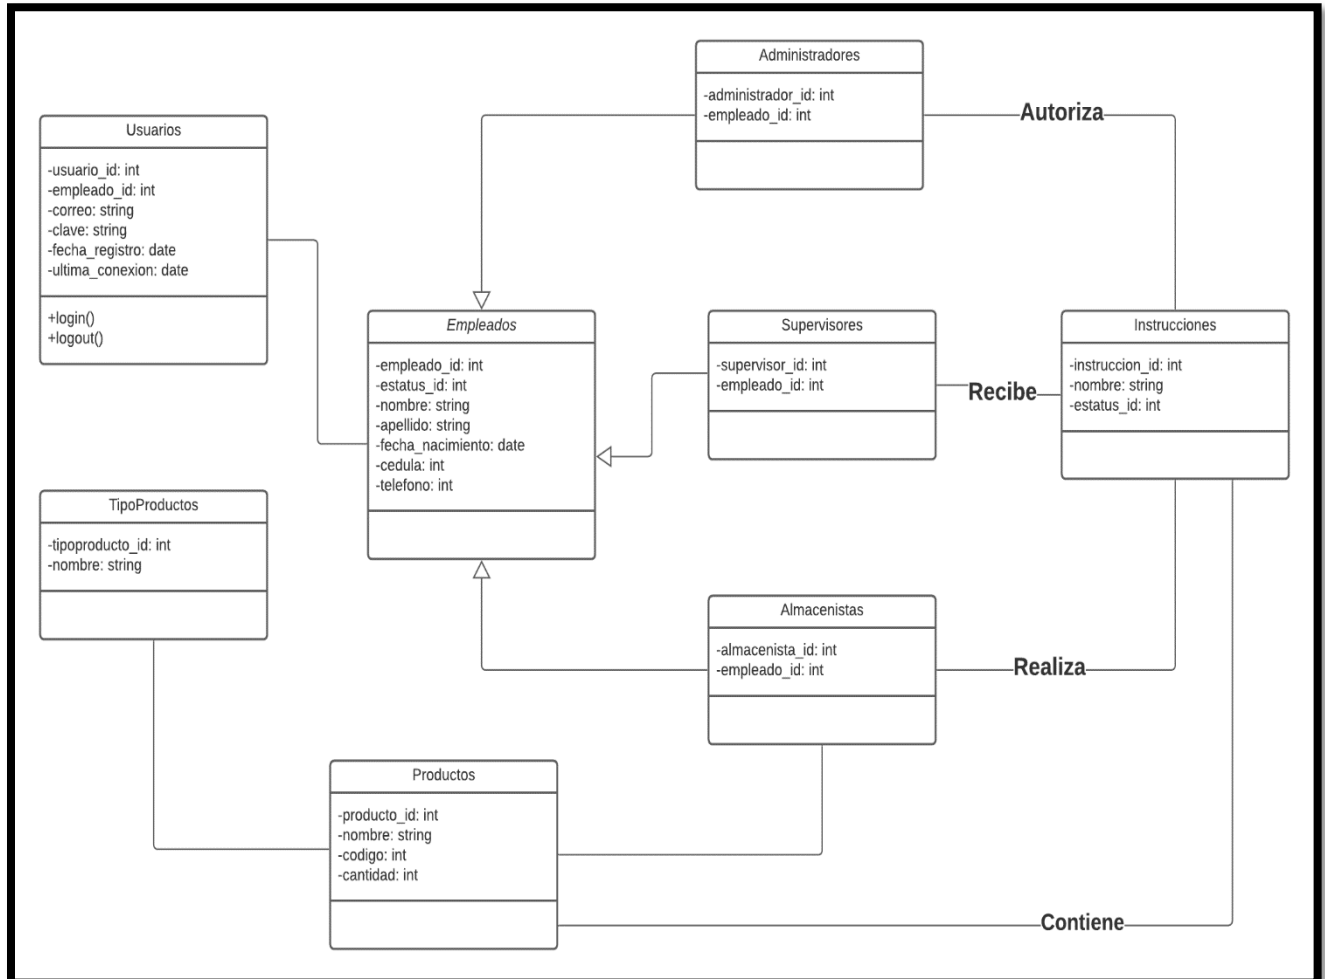 Administradores
-administrador_id: int
-empleado_id: int
Autoriza
Usuarios
-usuario_id: int
-empleado_id: int
-correo: string
-clave: string
-fecha_registro: date
-ultima_conexion: date
+login()
+logout()
Empleados
-empleado_id: int
-estatus_id: int
-nombre: string
-apellido: string
-fecha_nacimiento: date
-cedula: int
-telefono: int
Supervisores
-supervisor_id: int
-empleado_id: int
Recibe
Instrucciones
-instruccion_id: int
-nombre: string
-estatus_id: int
TipoProductos
-tipoproducto_id: int
-nombre: string
Almacenistas
-almacenista_id: int
-empleado_id: int
Realiza
Productos
-producto_id: int
-nombre: string
-codigo: int
-cantidad: int
Contiene